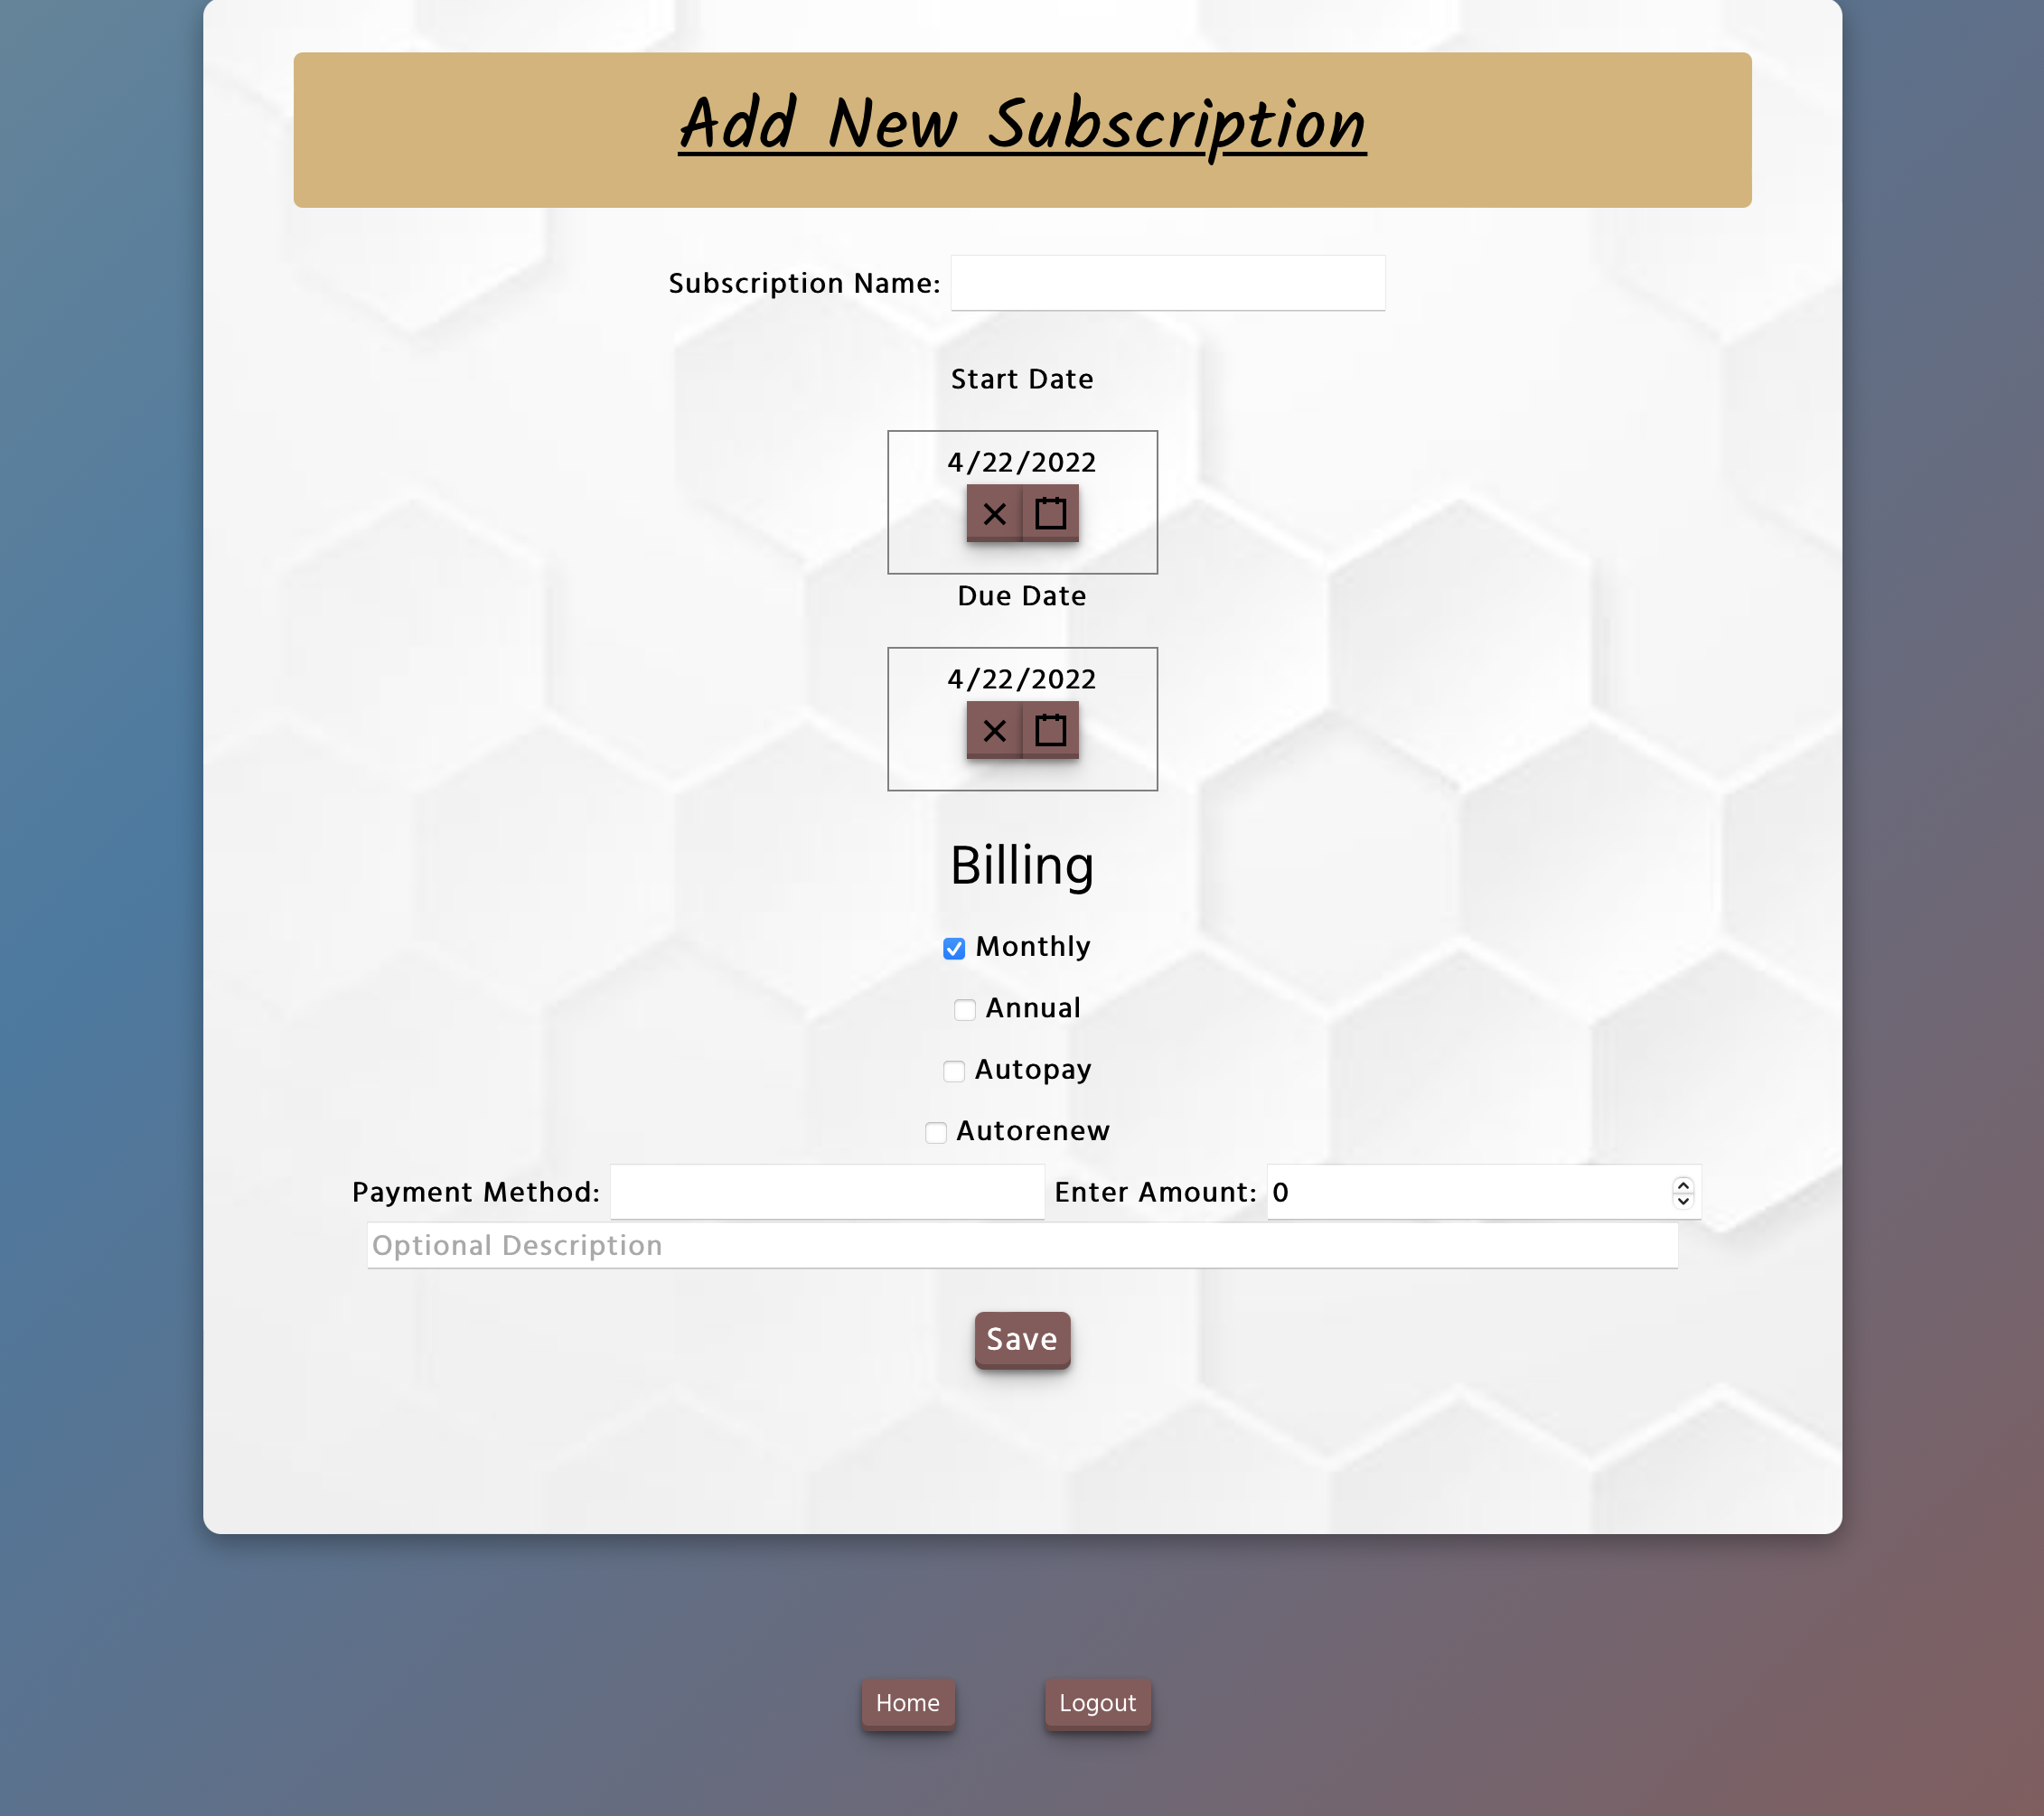 Add New Subscription
Subscription Name:
Start Date
4/22/2022
Due Date
4/22/2022
Billing
Monthly
Annual
Autopay
Autorenew
Payment Method: Enter Amount: 0
Optional Description
Save
Home Logout